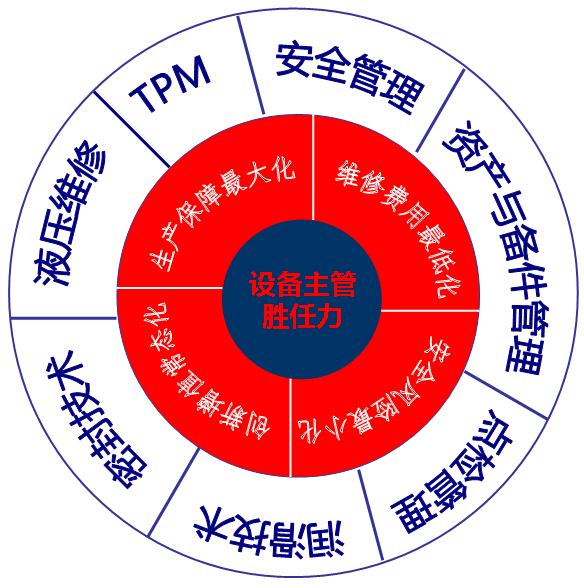 TPM
安全管理
资产与备件管理
点检管理
润滑技术
密封技术
液压维修
生产保障最大化
维修费用最低化
安全风险最小化
创新增值常态化
设备主管
胜任力